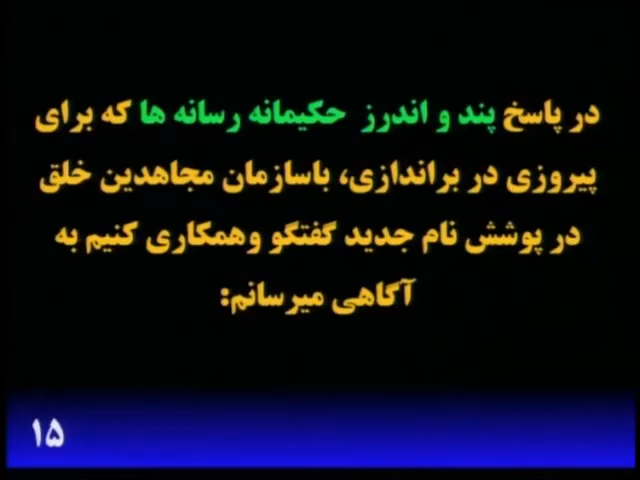 در پاسخ پند و اندرز حکیمانه رسانه ها که برای
پیروزی در براندازی، باسازمان مجاهدین خلق
در پوشش نام جدید گفتگو وهمکاری کنیم به
آگاهی میرسانم:
۱۵